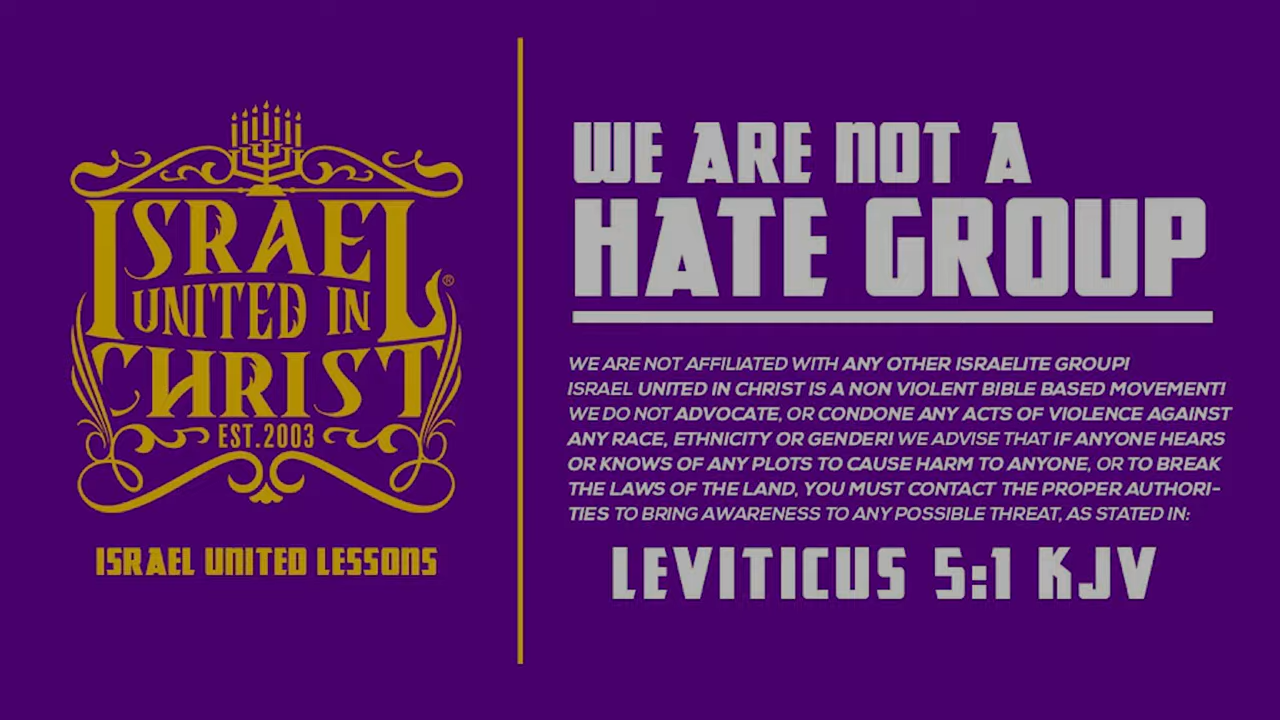 ISRAEL
UNITED IN
CHRIST
®
EST.2003
ISRAEL UNITED LESSONS
WE ARE NOT A
HATE GROUP
WE ARE NOT AFFILIATED WITH ANY OTHER ISRAELITE GROUP!
ISRAEL UNITED IN CHRIST IS A NON VIOLENT BIBLE BASED MOVEMENT!
WE DO NOT ADVOCATE, OR CONDONE ANY ACTS OF VIOLENCE AGAINST
ANY RACE, ETHNICITY OR GENDER! WE ADVISE THAT IF ANYONE HEARS
OR KNOWS OF ANY PLOTS TO CAUSE HARM TO ANYONE, OR TO BREAK
THE LAWS OF THE LAND, YOU MUST CONTACT THE PROPER AUTHORI-
TIES TO BRING AWARENESS TO ANY POSSIBLE THREAT, AS STATED IN:
LEVITICUS 5:1 KJV